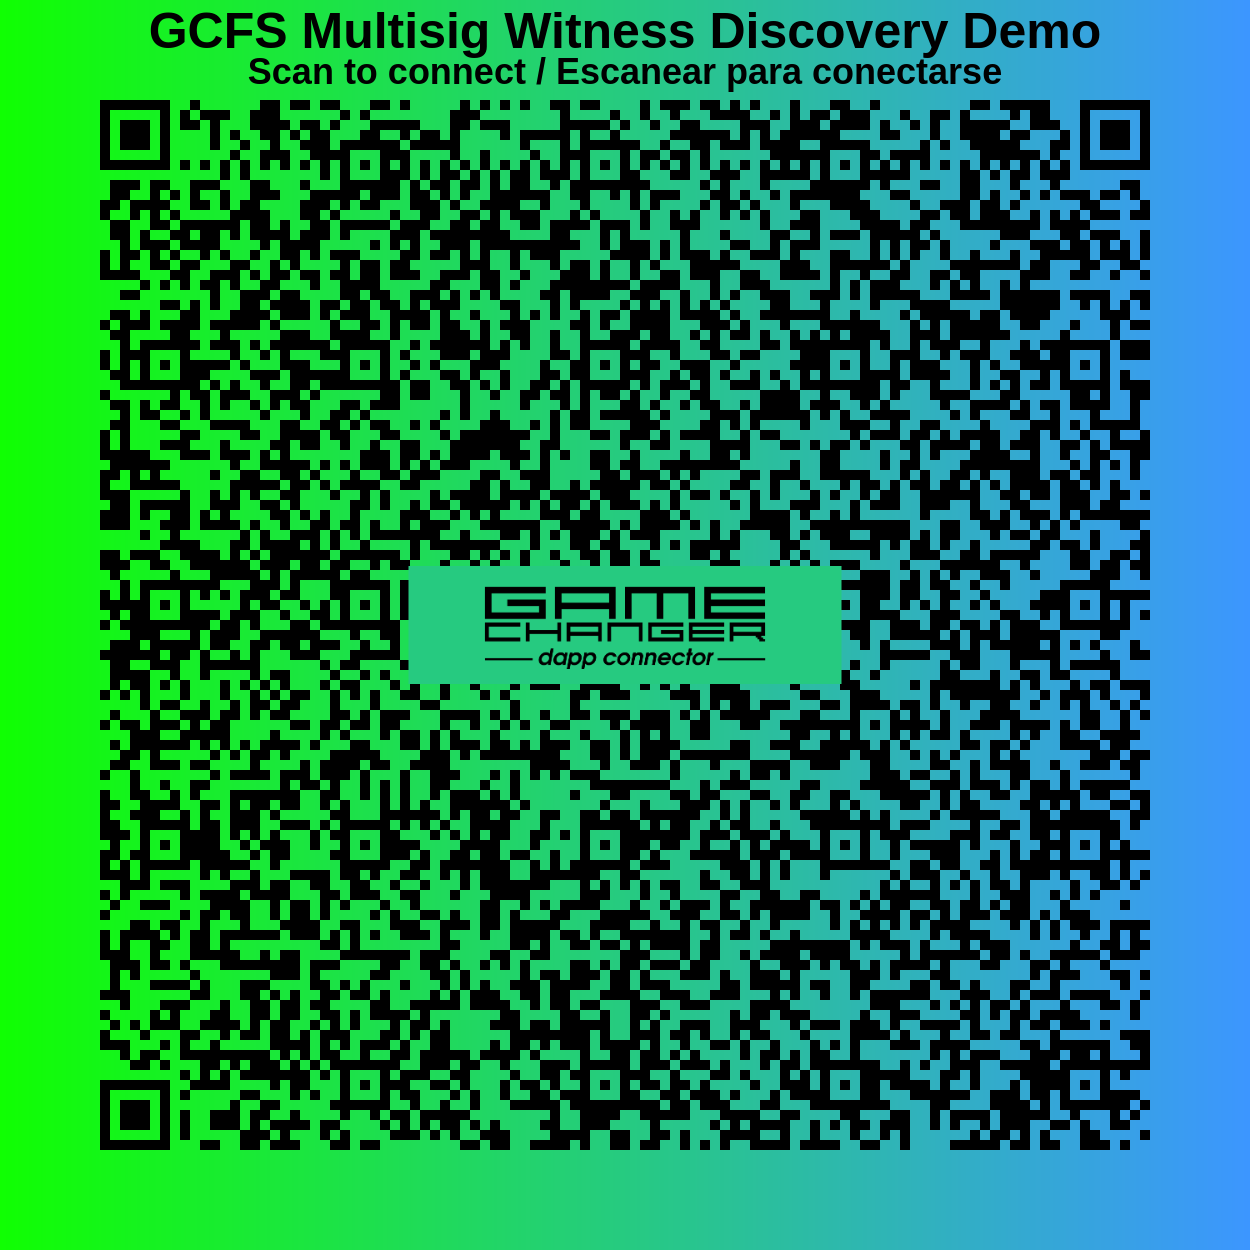 GCFS Multisig Witness Discovery Demo
Scan to connect / Escanear para conectarse
GAME
CHANGER
dapp connector